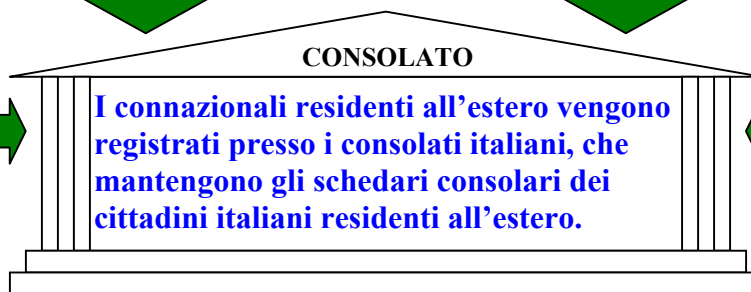 CONSOLATO
I connazionali residenti all’estero vengono
registrati presso i consolati italiani, che
mantengono gli schedari consolari dei
cittadini italiani residenti all’estero.